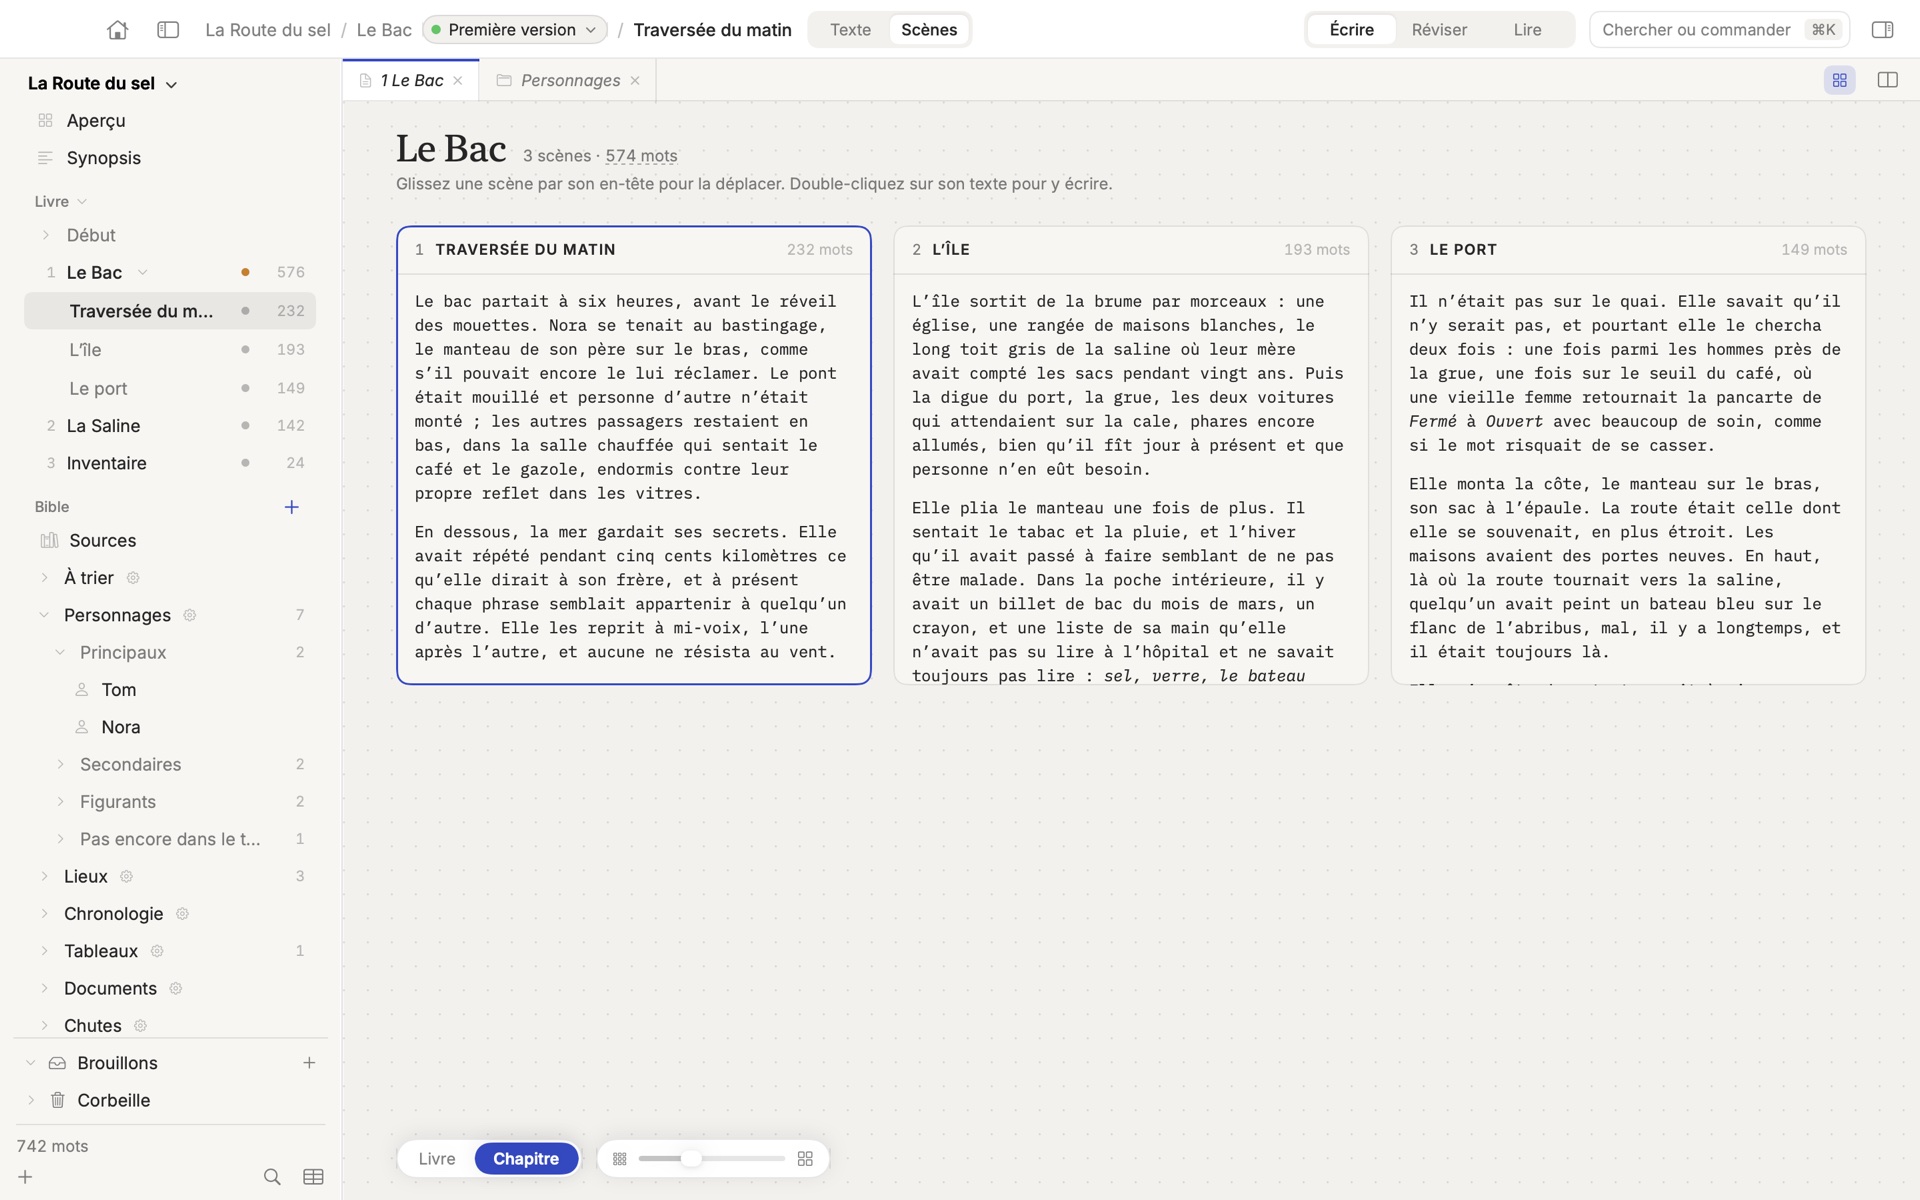 La Route du sel / Le Bac Première version / Traversée du matin Texte Scènes Écrire Réviser Lire Chercher ou commander ⌘K
La Route du sel
Aperçu
Synopsis
Livre
Début
1 Le Bac 576
Traversée du m... 232
L’île 193
Le port 149
2 La Saline 142
3 Inventaire 24
Bible
Sources
À trier
Personnages 7
Principaux 2
Tom
Nora
Secondaires 2
Figurants 2
Pas encore dans le t... 1
Lieux 3
Chronologie
Tableaux 1
Documents
Chutes
Brouillons
Corbeille
742 mots
1 Le Bac
Personnages
Le Bac 3 scènes · 574 mots
Glissez une scène par son en-tête pour la déplacer. Double-cliquez sur son texte pour y écrire.
1 TRAVERSÉE DU MATIN 232 mots
Le bac partait à six heures, avant le réveil
des mouettes. Nora se tenait au bastingage,
le manteau de son père sur le bras, comme
s’il pouvait encore le lui réclamer. Le pont
était mouillé et personne d’autre n’était
monté ; les autres passagers restaient en
bas, dans la salle chauffée qui sentait le
café et le gazole, endormis contre leur
propre reflet dans les vitres.
En dessous, la mer gardait ses secrets. Elle
avait répété pendant cinq cents kilomètres ce
qu’elle dirait à son frère, et à présent
chaque phrase semblait appartenir à quelqu’un
d’autre. Elle les reprit à mi-voix, l’une
après l’autre, et aucune ne résista au vent.
2 L’ÎLE 193 mots
L’île sortit de la brume par morceaux : une
église, une rangée de maisons blanches, le
long toit gris de la saline où leur mère
avait compté les sacs pendant vingt ans. Puis
la digue du port, la grue, les deux voitures
qui attendaient sur la cale, phares encore
allumés, bien qu’il fît jour à présent et que
personne n’en eût besoin.
Elle plia le manteau une fois de plus. Il
sentait le tabac et la pluie, et l’hiver
qu’il avait passé à faire semblant de ne pas
être malade. Dans la poche intérieure, il y
avait un billet de bac du mois de mars, un
crayon, et une liste de sa main qu’elle
n’avait pas su lire à l’hôpital et ne savait
toujours pas lire : sel, verre, le bateau
3 LE PORT 149 mots
Il n’était pas sur le quai. Elle savait qu’il
n’y serait pas, et pourtant elle le chercha
deux fois : une fois parmi les hommes près de
la grue, une fois sur le seuil du café, où
une vieille femme retournait la pancarte de
Fermé à Ouvert avec beaucoup de soin, comme
si le mot risquait de se casser.
Elle monta la côte, le manteau sur le bras,
son sac à l’épaule. La route était celle dont
elle se souvenait, en plus étroit. Les
maisons avaient des portes neuves. En haut,
là où la route tournait vers la saline,
quelqu’un avait peint un bateau bleu sur le
flanc de l’abribus, mal, il y a longtemps, et
il était toujours là.
Livre Chapitre